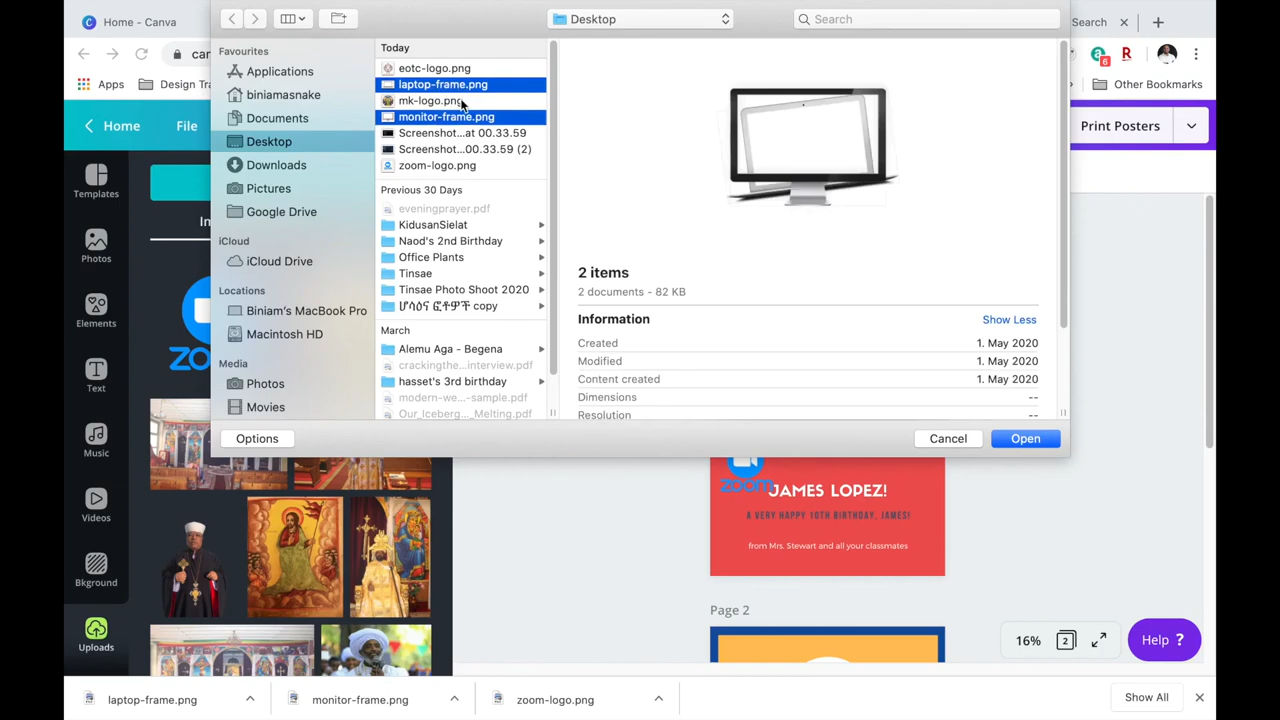 Home - Canva
Desktop
Search
Search
can
6
R
Apps
Design Tra
Other Bookmarks
Home
File
Print Posters
Templates
Photos
Elements
Text
Music
Videos
Bkground
Uploads
Favourites
Applications
biniamasnake
Documents
Desktop
Downloads
Pictures
Google Drive
iCloud
iCloud Drive
Locations
Biniam's MacBook Pro
Macintosh HD
Media
Photos
Movies
Today
eotc-logo.png
laptop-frame.png
mk-logo.png
monitor-frame.png
Screenshot...at 00.33.59
Screenshot...00.33.59 (2)
zoom-logo.png
Previous 30 Days
eveningprayer.pdf
KidusanSielat
Naod's 2nd Birthday
Office Plants
Tinsae
Tinsae Photo Shoot 2020
March
Alemu Aga - Begena
crackingthe...interview.pdf
hasset's 3rd birthday
modern-we...-sample.pdf
Our_Iceberg..._Melting.pdf
2 items
2 documents - 82 KB
Information
Show Less
Created
1. May 2020
Modified
1. May 2020
Content created
1. May 2020
Dimensions
--
Resolution
--
Options
Cancel
Open
zoom
JAMES LOPEZ!
A VERY HAPPY 10TH BIRTHDAY, JAMES!
from Mrs. Stewart and all your classmates
Page 2
16%
2
Help ?
laptop-frame.png
monitor-frame.png
zoom-logo.png
Show All